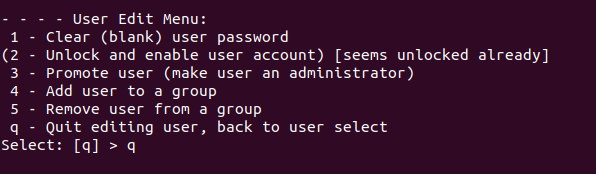 - - - - User Edit Menu:
1 - Clear (blank) user password
(2 - Unlock and enable user account) [seems unlocked already]
3 - Promote user (make user an administrator)
4 - Add user to a group
5 - Remove user from a group
q - Quit editing user, back to user select
Select: [q] > q